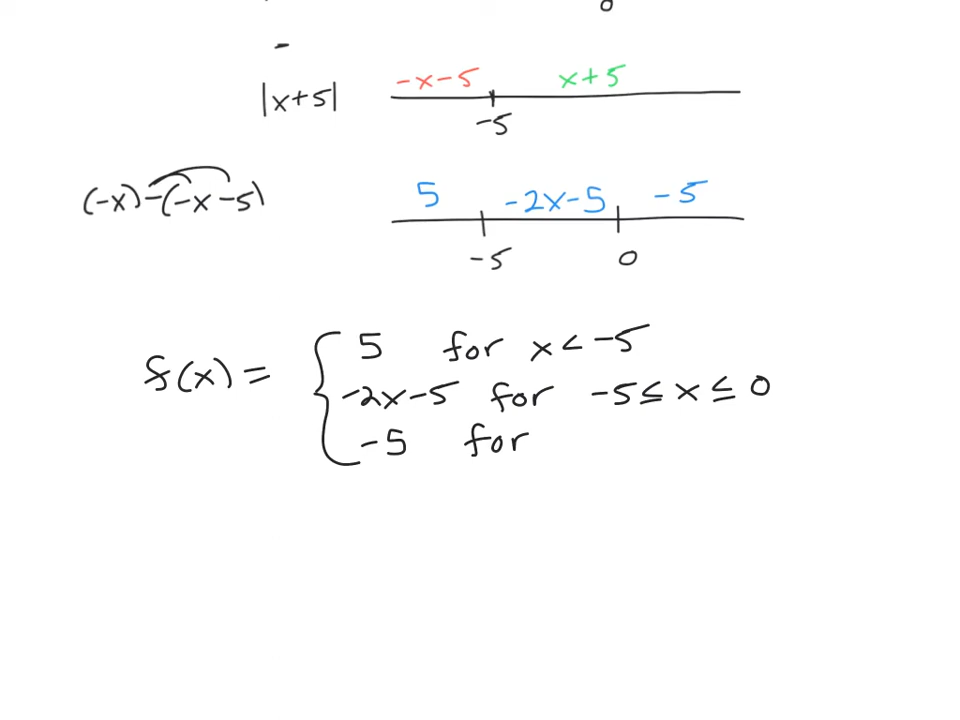 -
|x+5| -x-5 x+5
-5
(-x)-(-x-5) 5 -2x-5 -5
-5 0
f(x) = { 5 for x < -5
-2x-5 for -5 ≤ x ≤ 0
-5 for